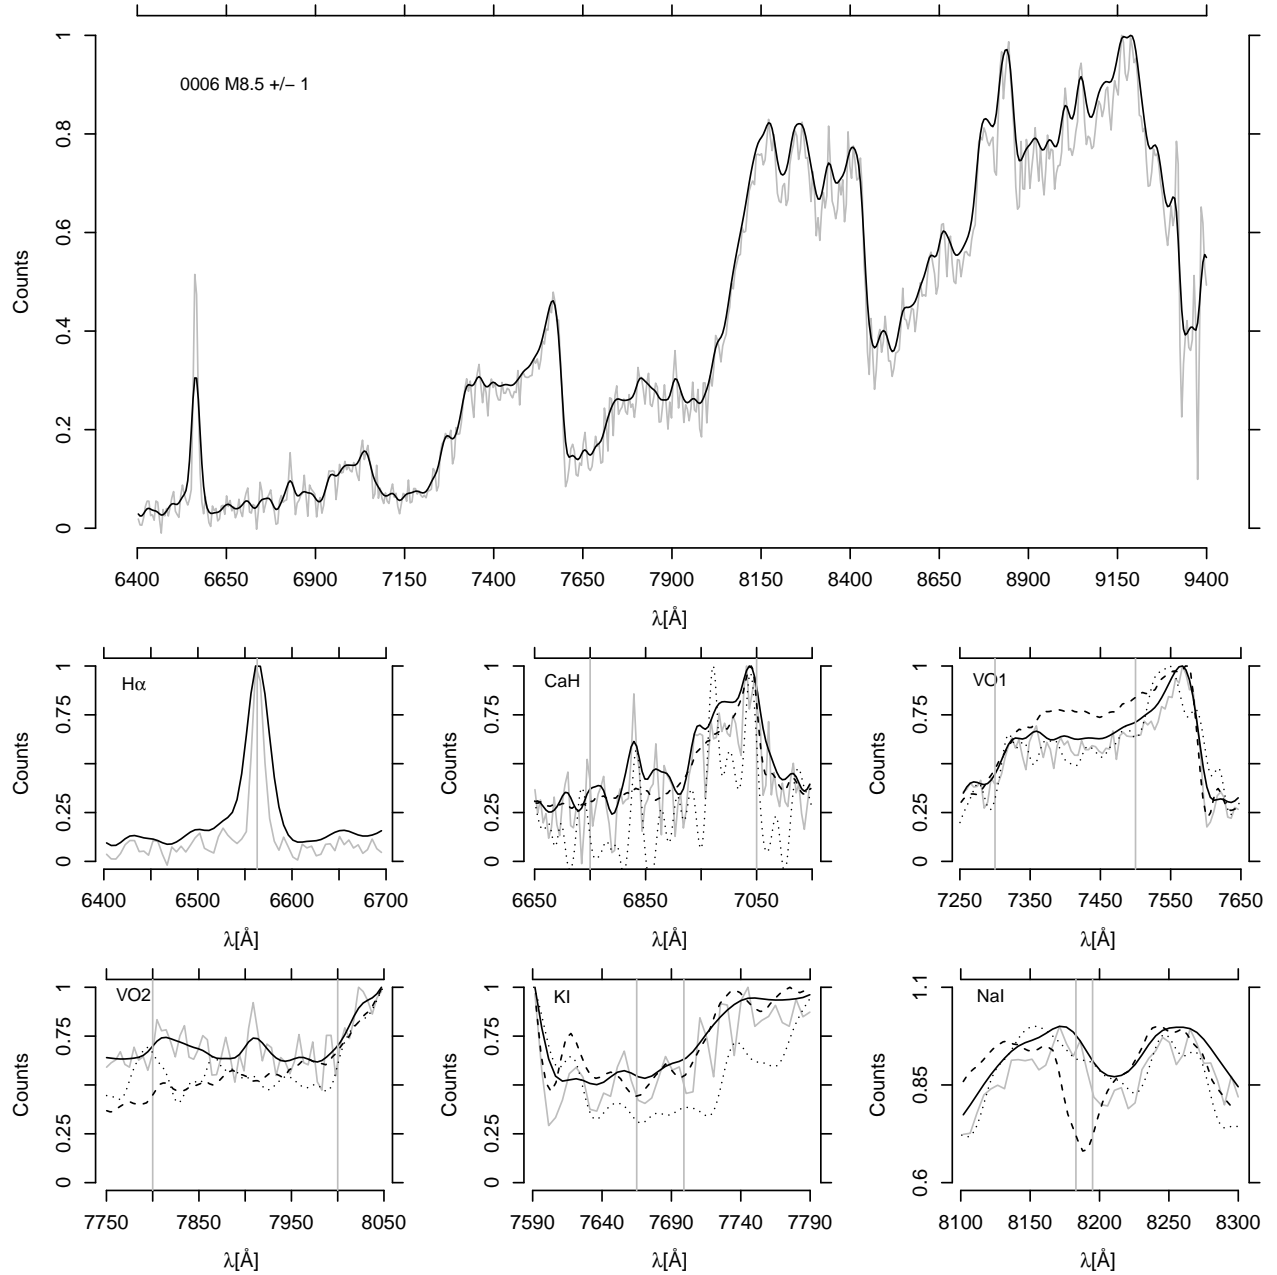 0006 M8.5 +/− 1
Counts
0 0.2 0.4 0.6 0.8 1
6400 6650 6900 7150 7400 7650 7900 8150 8400 8650 8900 9150 9400
λ[Å]
Hα
Counts
0 0.25 0.75 1
6400 6500 6600 6700
λ[Å]
CaH
Counts
0 0.25 0.75 1
6650 6850 7050
λ[Å]
VO1
Counts
0 0.25 0.75 1
7250 7350 7450 7550 7650
λ[Å]
VO2
Counts
0 0.25 0.75 1
7750 7850 7950 8050
λ[Å]
KI
Counts
0 0.25 0.75 1
7590 7640 7690 7740 7790
λ[Å]
NaI
Counts
0.6 0.85 1.1
8100 8150 8200 8250 8300
λ[Å]